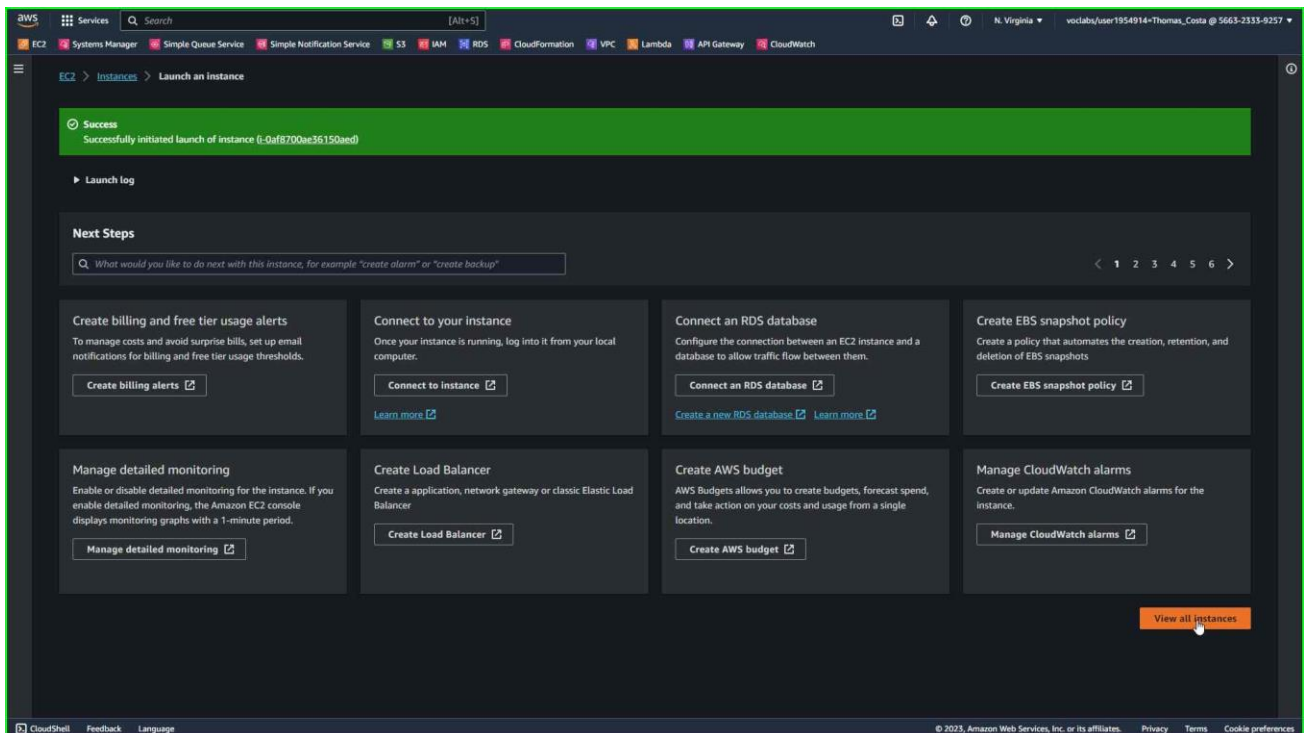 aws
Services
Search
[Alt+S]
N. Virginia
voclabs/user1954914=Thomas_Costa @ 5663-2333-9257
EC2
Systems Manager
Simple Queue Service
Simple Notification Service
S3
IAM
RDS
CloudFormation
VPC
Lambda
API Gateway
CloudWatch
EC2 > Instances > Launch an instance
Success
Successfully initiated launch of instance (i-0af8700ae36150aed)
Launch log
Next Steps
What would you like to do next with this instance, for example "create alarm" or "create backup"
< 1 2 3 4 5 6 >
Create billing and free tier usage alerts
To manage costs and avoid surprise bills, set up email
notifications for billing and free tier usage thresholds.
Create billing alerts
Connect to your instance
Once your instance is running, log into it from your local
computer.
Connect to instance
Learn more
Connect an RDS database
Configure the connection between an EC2 instance and a
database to allow traffic flow between them.
Connect an RDS database
Create a new RDS database
Learn more
Create EBS snapshot policy
Create a policy that automates the creation, retention, and
deletion of EBS snapshots
Create EBS snapshot policy
Manage detailed monitoring
Enable or disable detailed monitoring for the instance. If you
enable detailed monitoring, the Amazon EC2 console
displays monitoring graphs with a 1-minute period.
Manage detailed monitoring
Create Load Balancer
Create a application, network gateway or classic Elastic Load
Balancer
Create Load Balancer
Create AWS budget
AWS Budgets allows you to create budgets, forecast spend,
and take action on your costs and usage from a single
location.
Create AWS budget
Manage CloudWatch alarms
Create or update Amazon CloudWatch alarms for the
instance.
Manage CloudWatch alarms
View all instances
CloudShell
Feedback
Language
© 2023, Amazon Web Services, Inc. or its affiliates.
Privacy
Terms
Cookie preferences